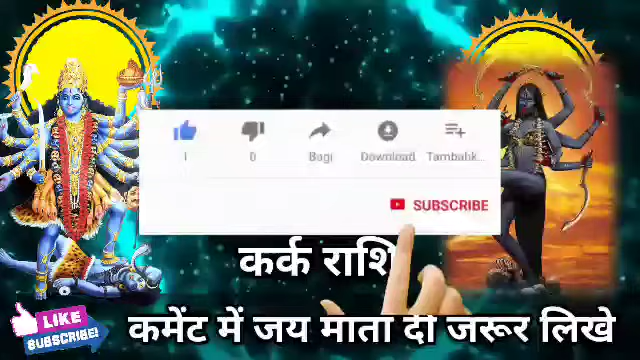 1 0 Bagi Download Tambahk...
SUBSCRIBE
कर्क राशि
LIKE
SUBSCRIBE!
कमेंट में जय माता दी जरूर लिखे